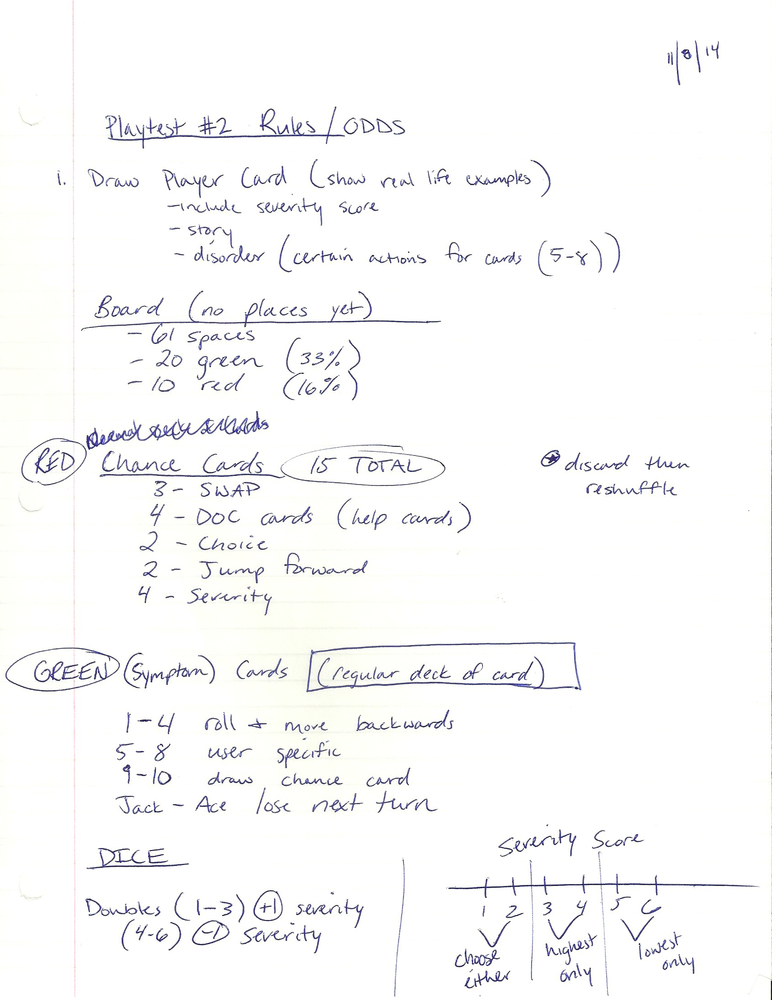 11/8/14
Playtest #2 Rules/ODDS
1. Draw Player Card (show real life examples)
-include severity score
- story
- disorder (certain actions for cards (5-8))
Board (no places yet)
- 61 spaces
- 20 green (33%)
- 10 red (16%)
RED Chance Cards 15 TOTAL
discard then
reshuffle
3 - SWAP
4 - DOC cards (help cards)
2 - Choice
2 - Jump forward
4 - Severity
GREEN (Symptom) Cards (regular deck of card)
1-4 roll + move backwards
5-8 user specific
9-10 draw chance card
Jack - Ace lose next turn
DICE
Doubles (1-3) +1 severity
(4-6) -1 severity
Severity Score
1 2 3 4 5 6
choose either
highest only
lowest only